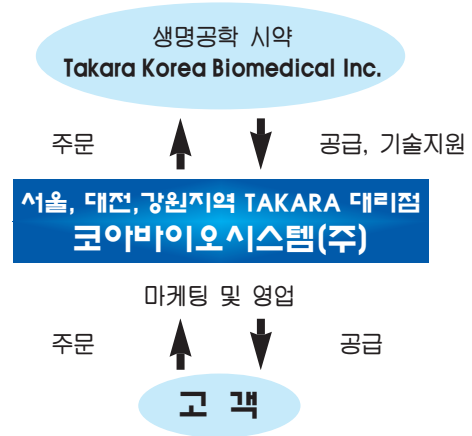 생명공학 시약
Takara Korea Biomedical Inc.
주문
공급, 기술지원
서울, 대전,강원지역 TAKARA 대리점
코아바이오시스템(주)
마케팅 및 영업
주문
공급
고 객